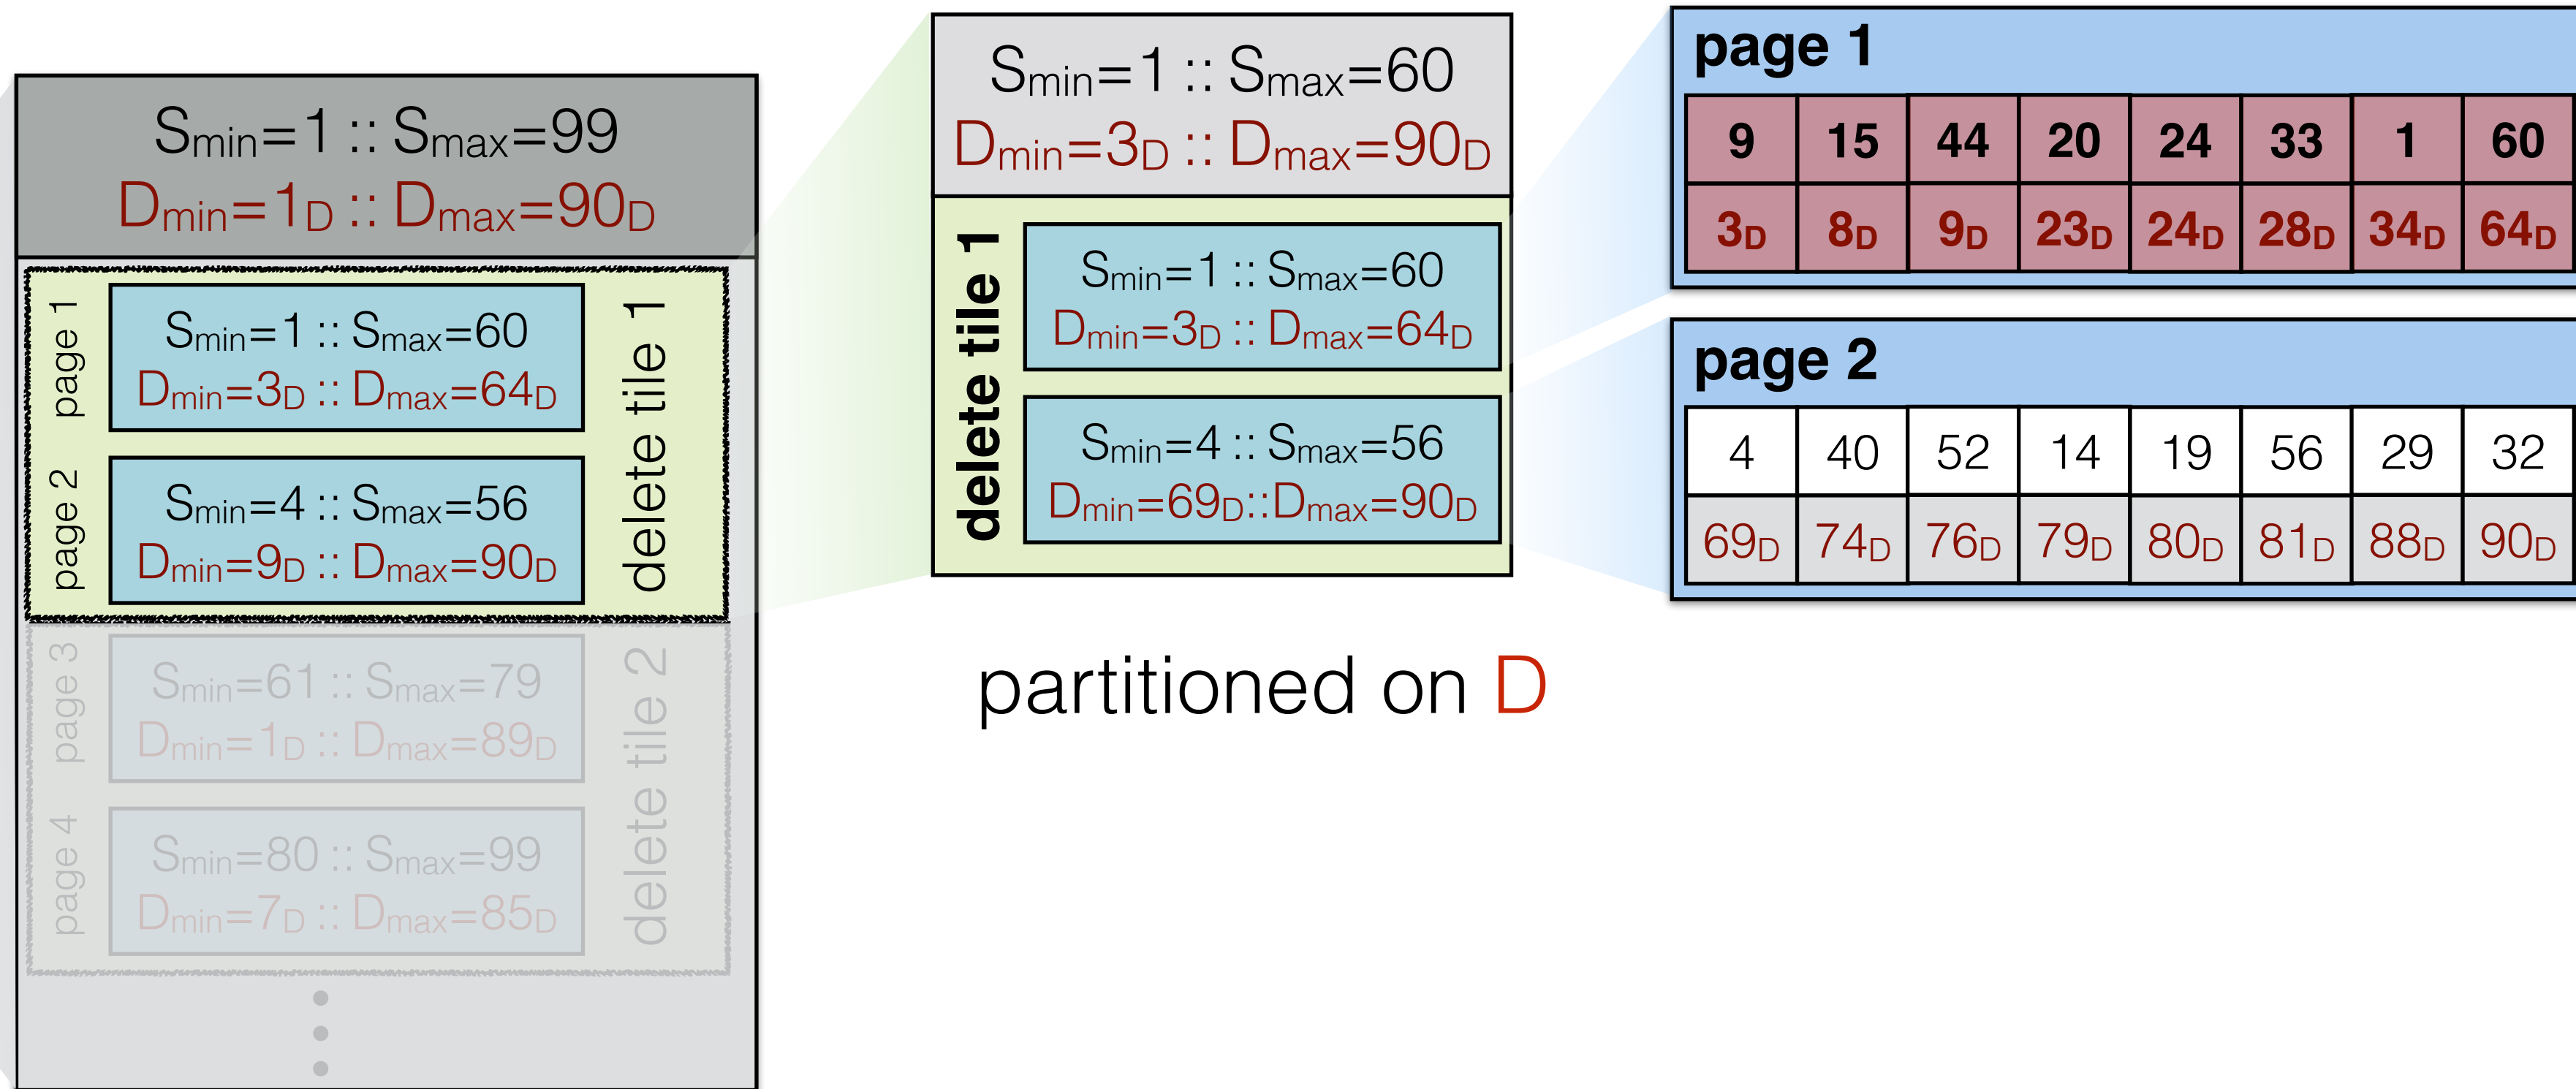 Smin=1 :: Smax=99
Dmin=1D :: Dmax=90D
page 1
Smin=1 :: Smax=60
Dmin=3D :: Dmax=64D
page 2
Smin=4 :: Smax=56
Dmin=9D :: Dmax=90D
delete tile 1
page 3
Smin=61 :: Smax=79
Dmin=1D :: Dmax=89D
page 4
Smin=80 :: Smax=99
Dmin=7D :: Dmax=85D
delete tile 2
Smin=1 :: Smax=60
Dmin=3D :: Dmax=90D
delete tile 1
Smin=1 :: Smax=60
Dmin=3D :: Dmax=64D
Smin=4 :: Smax=56
Dmin=69D::Dmax=90D
partitioned on D
page 1
9 15 44 20 24 33 1 60
3D 8D 9D 23D 24D 28D 34D 64D
page 2
4 40 52 14 19 56 29 32
69D 74D 76D 79D 80D 81D 88D 90D